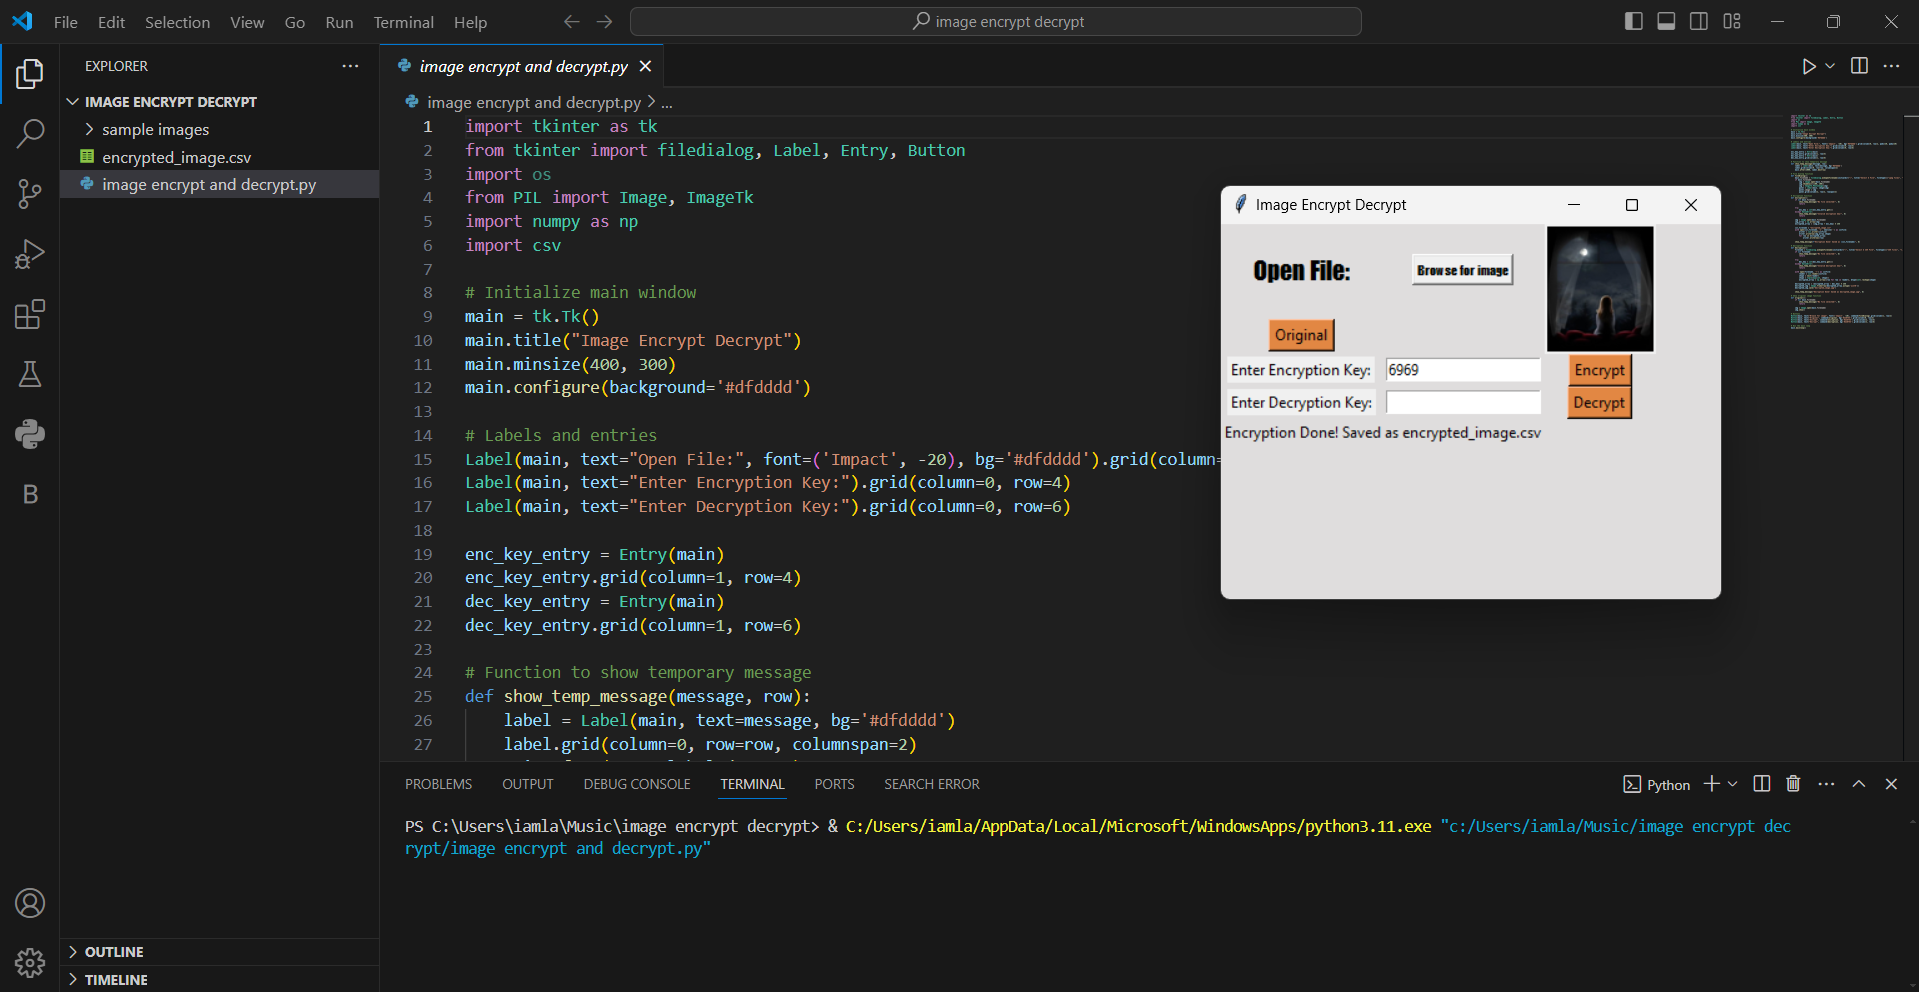 File Edit Selection View Go Run Terminal Help
image encrypt decrypt
EXPLORER
IMAGE ENCRYPT DECRYPT
sample images
encrypted_image.csv
image encrypt and decrypt.py
OUTLINE
TIMELINE
B
image encrypt and decrypt.py
image encrypt and decrypt.py > ...
1 import tkinter as tk
2 from tkinter import filedialog, Label, Entry, Button
3 import os
4 from PIL import Image, ImageTk
5 import numpy as np
6 import csv
7
8 # Initialize main window
9 main = tk.Tk()
10 main.title("Image Encrypt Decrypt")
11 main.minsize(400, 300)
12 main.configure(background='#dfdddd')
13
14 # Labels and entries
15 Label(main, text="Open File:", font=('Impact', -20), bg='#dfdddd').grid(column=
16 Label(main, text="Enter Encryption Key:").grid(column=0, row=4)
17 Label(main, text="Enter Decryption Key:").grid(column=0, row=6)
18
19 enc_key_entry = Entry(main)
20 enc_key_entry.grid(column=1, row=4)
21 dec_key_entry = Entry(main)
22 dec_key_entry.grid(column=1, row=6)
23
24 # Function to show temporary message
25 def show_temp_message(message, row):
26 label = Label(main, text=message, bg='#dfdddd')
27 label.grid(column=0, row=row, columnspan=2)
Image Encrypt Decrypt
Open File:
Browse for image
Original
Enter Encryption Key: 6969 Encrypt
Enter Decryption Key: Decrypt
Encryption Done! Saved as encrypted_image.csv
PROBLEMS OUTPUT DEBUG CONSOLE TERMINAL PORTS SEARCH ERROR
Python
PS C:\Users\iamla\Music\image encrypt decrypt> & C:/Users/iamla/AppData/Local/Microsoft/WindowsApps/python3.11.exe "c:/Users/iamla/Music/image encrypt dec
rypt/image encrypt and decrypt.py"